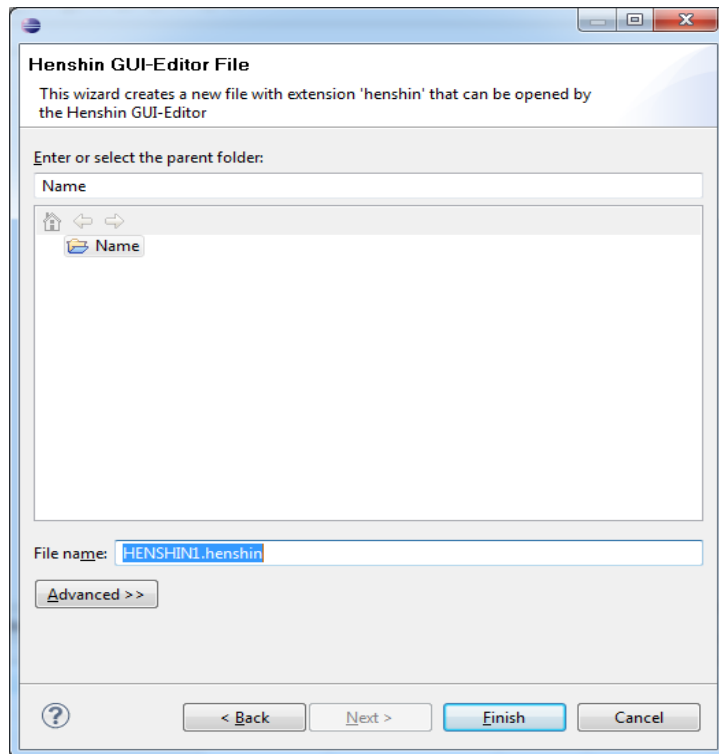 Henshin GUI-Editor File
This wizard creates a new file with extension 'henshin' that can be opened by
the Henshin GUI-Editor
Enter or select the parent folder:
Name
Name
File name: HENSHIN1.henshin
Advanced >>
? < Back Next > Finish Cancel